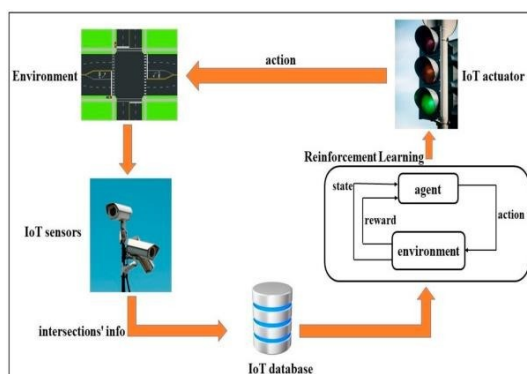 Environment
action
IoT actuator
Reinforcement Learning
state
agent
reward
action
environment
IoT sensors
intersections' info
IoT database